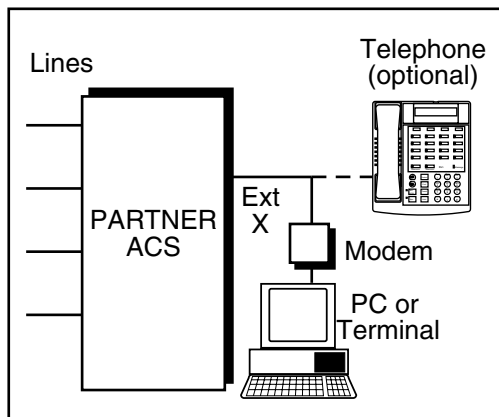 Lines
Telephone
(optional)
PARTNER
ACS
Ext
X
Modem
PC or
Terminal